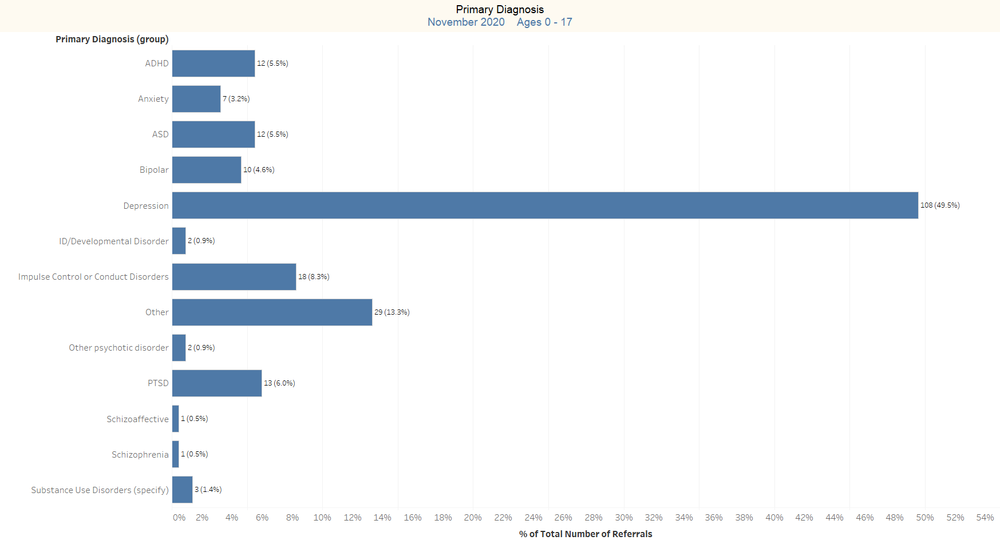 Primary Diagnosis
November 2020 Ages 0 - 17
Primary Diagnosis (group)
ADHD 12 (5.5%)
Anxiety 7 (3.2%)
ASD 12 (5.5%)
Bipolar 10 (4.6%)
Depression 108 (49.5%)
ID/Developmental Disorder 2 (0.9%)
Impulse Control or Conduct Disorders 18 (8.3%)
Other 29 (13.3%)
Other psychotic disorder 2 (0.9%)
PTSD 13 (6.0%)
Schizoaffective 1 (0.5%)
Schizophrenia 1 (0.5%)
Substance Use Disorders (specify) 3 (1.4%)
0% 2% 4% 6% 8% 10% 12% 14% 16% 18% 20% 22% 24% 26% 28% 30% 32% 34% 36% 38% 40% 42% 44% 46% 48% 50% 52% 54%
% of Total Number of Referrals